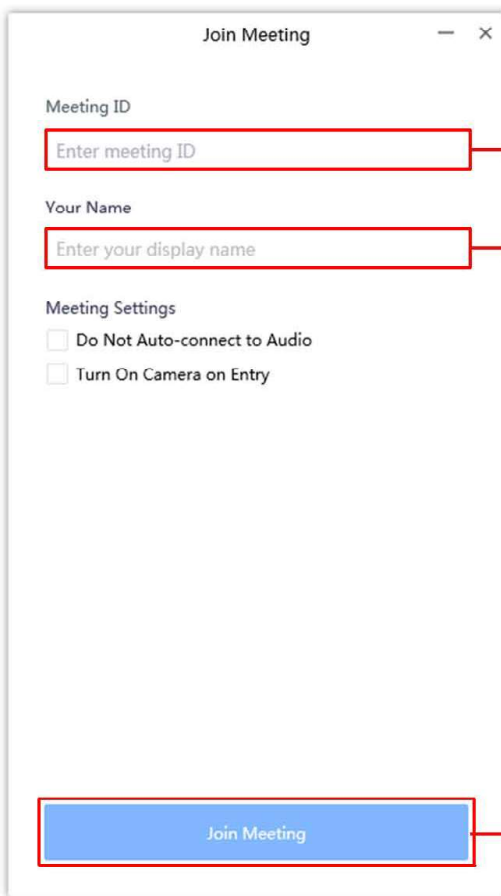 Join Meeting
Meeting ID
Enter meeting ID
Your Name
Enter your display name
Meeting Settings
Do Not Auto-connect to Audio
Turn On Camera on Entry
Join Meeting